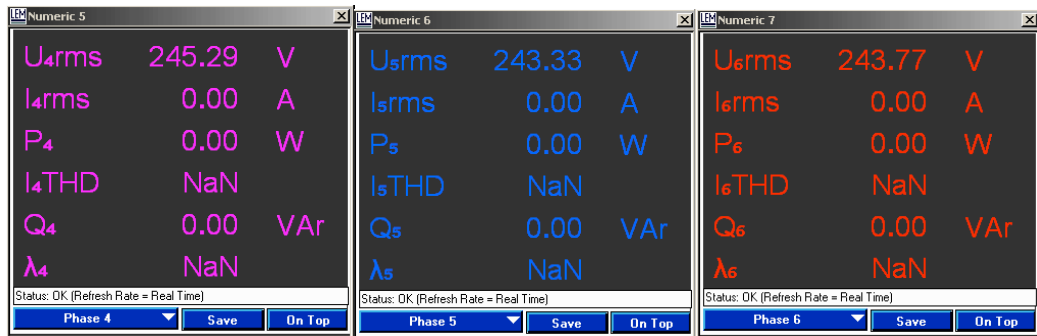 LEM Numeric 5
U4rms 245.29 V
I4rms 0.00 A
P4 0.00 W
I4THD NaN
Q4 0.00 VAr
λ4 NaN
Status: OK (Refresh Rate = Real Time)
Phase 4 Save On Top
LEM Numeric 6
U5rms 243.33 V
I5rms 0.00 A
P5 0.00 W
I5THD NaN
Q5 0.00 VAr
λ5 NaN
Status: OK (Refresh Rate = Real Time)
Phase 5 Save On Top
LEM Numeric 7
U6rms 243.77 V
I6rms 0.00 A
P6 0.00 W
I6THD NaN
Q6 0.00 VAr
λ6 NaN
Status: OK (Refresh Rate = Real Time)
Phase 6 Save On Top